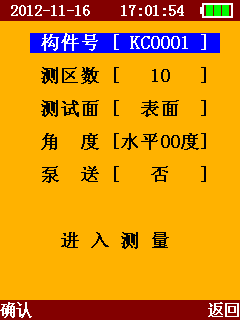 2012-11-16 17:01:54
构件号 [ KC0001 ]
测区数 [ 10 ]
测试面 [ 表面 ]
角 度 [水平00度]
泵 送 [ 否 ]
进 入 测 量
确认 返回